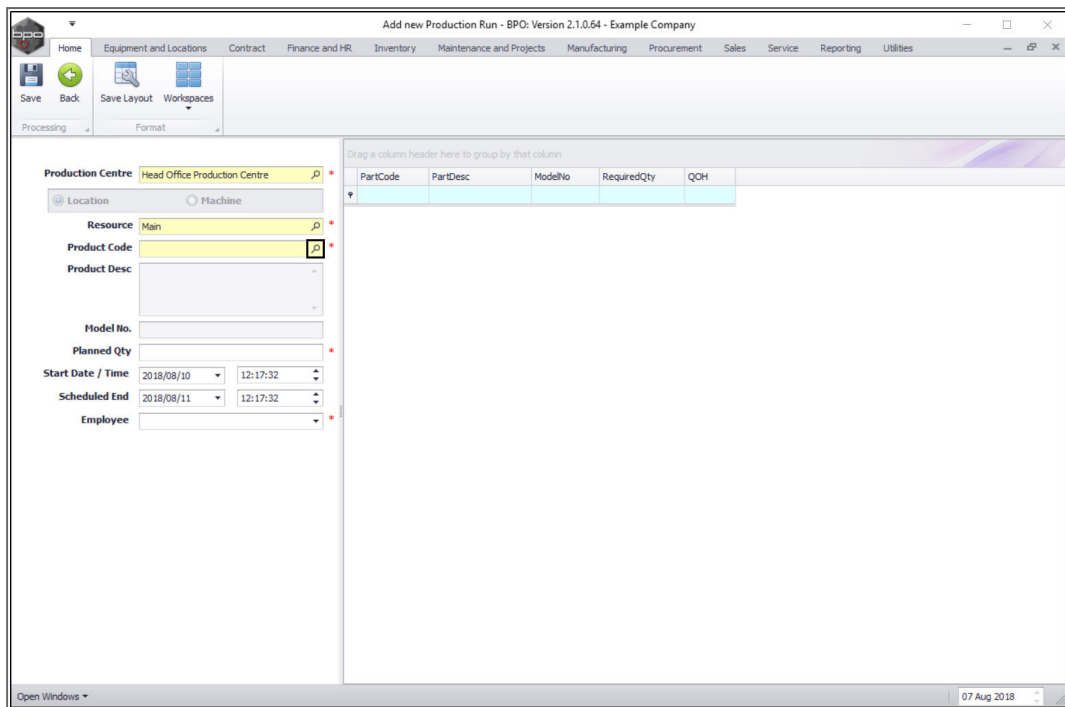 Add new Production Run - BPO: Version 2.1.0.64 - Example Company
bpo
Home Equipment and Locations Contract Finance and HR Inventory Maintenance and Projects Manufacturing Procurement Sales Service Reporting Utilities
Save Back Save Layout Workspaces
Processing Format
Drag a column header here to group by that column
Production Centre Head Office Production Centre *
PartCode PartDesc ModelNo RequiredQty QOH
Location Machine
Resource Main *
Product Code *
Product Desc
Model No.
Planned Qty *
Start Date / Time 2018/08/10 12:17:32
Scheduled End 2018/08/11 12:17:32
Employee *
Open Windows 07 Aug 2018